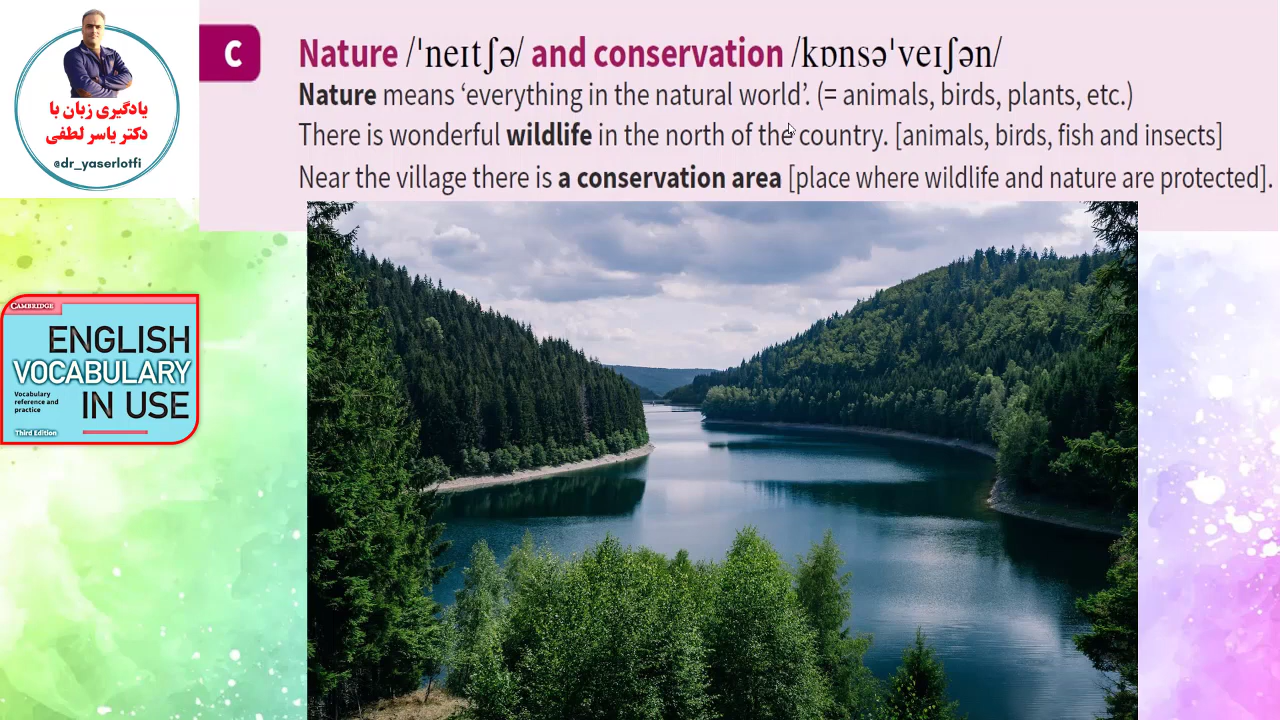 یادگیری زبان با
دکتر یاسر لطفی
@dr_yaserlotfi
C
Nature /ˈneɪtʃə/ and conservation /kɒnsəˈveɪʃən/
Nature means ‘everything in the natural world’. (= animals, birds, plants, etc.)
There is wonderful wildlife in the north of the country. [animals, birds, fish and insects]
Near the village there is a conservation area [place where wildlife and nature are protected].
CAMBRIDGE
ENGLISH
VOCABULARY
IN USE
Vocabulary
reference and
practice
Third Edition